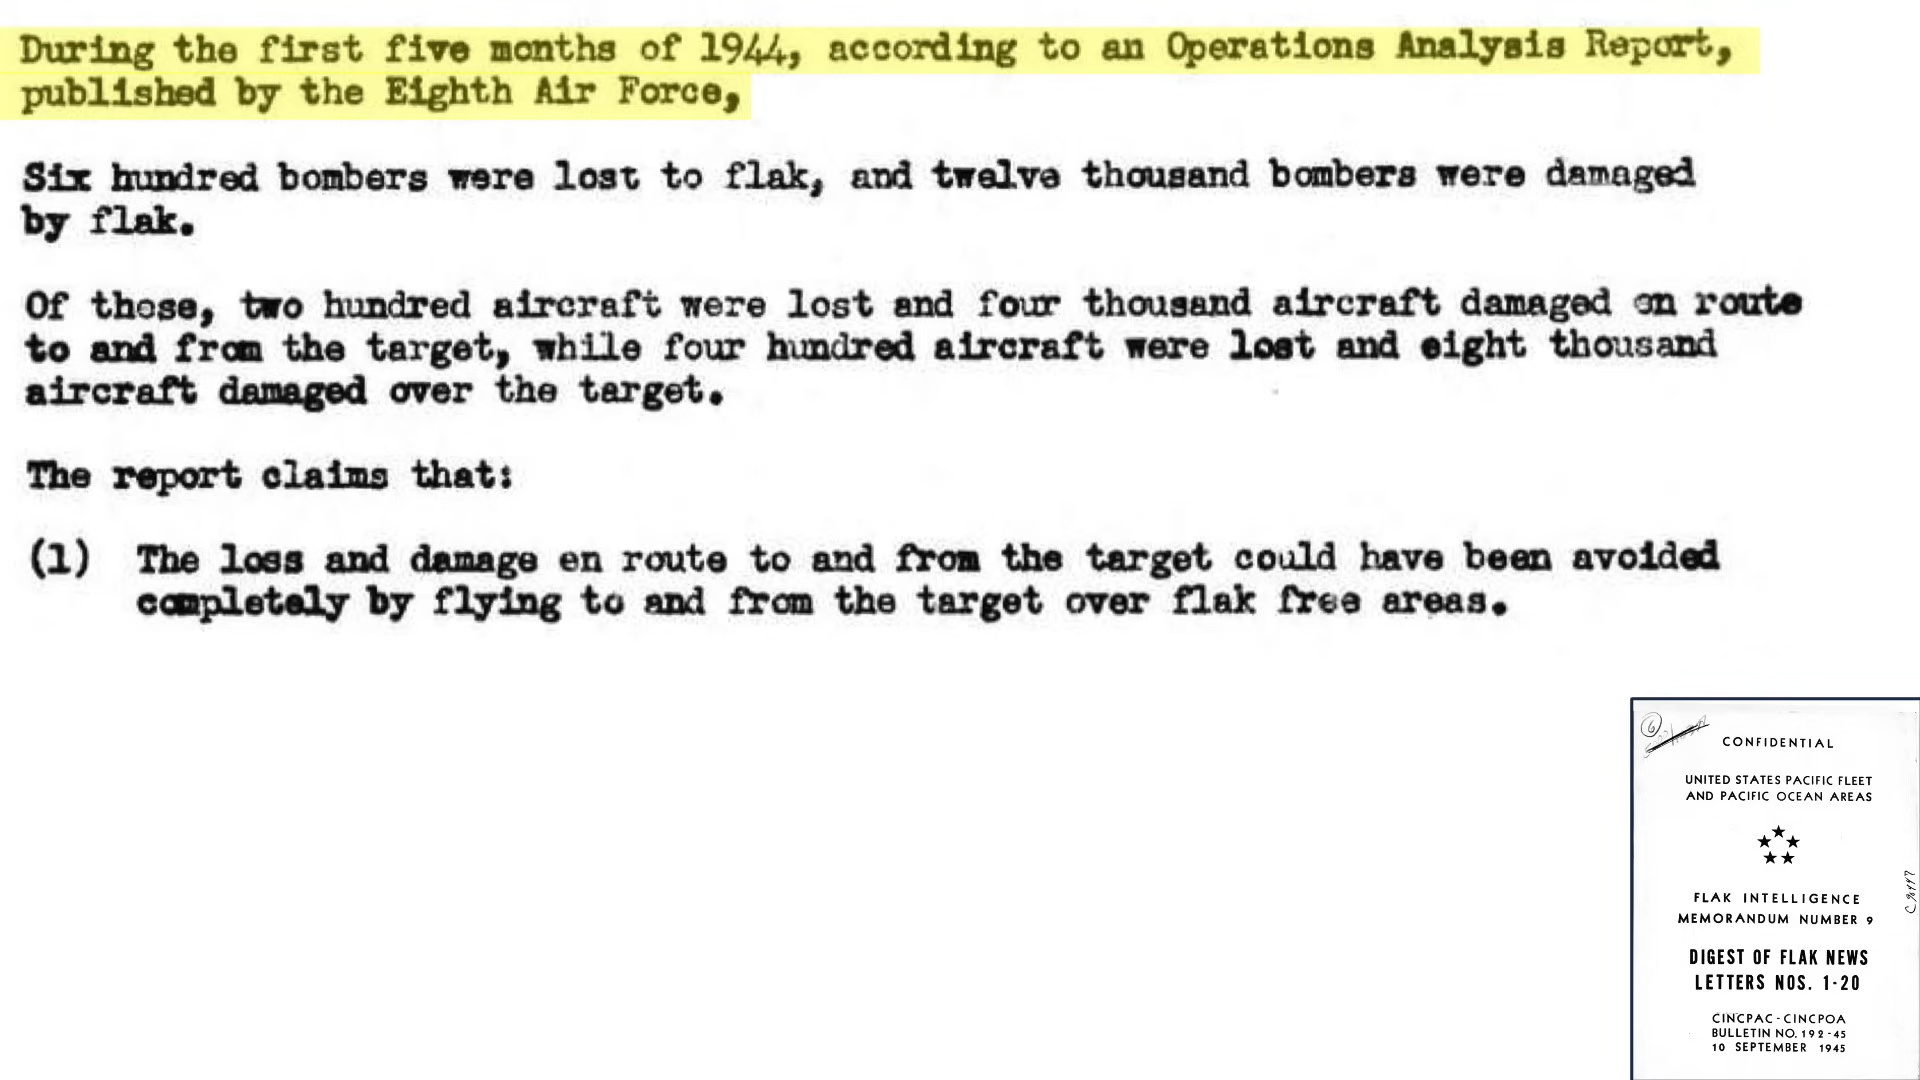 During the first five months of 1944, according to an Operations Analysis Report,
published by the Eighth Air Force,
Six hundred bombers were lost to flak, and twelve thousand bombers were damaged
by flak.
Of these, two hundred aircraft were lost and four thousand aircraft damaged en route
to and from the target, while four hundred aircraft were lost and eight thousand
aircraft damaged over the target.
The report claims that:
(1) The loss and damage en route to and from the target could have been avoided
completely by flying to and from the target over flak free areas.
6
CONFIDENTIAL
UNITED STATES PACIFIC FLEET
AND PACIFIC OCEAN AREAS
FLAK INTELLIGENCE
MEMORANDUM NUMBER 9
DIGEST OF FLAK NEWS
LETTERS NOS. 1-20
CINCPAC - CINCPOA
BULLETIN NO. 192-45
10 SEPTEMBER 1945